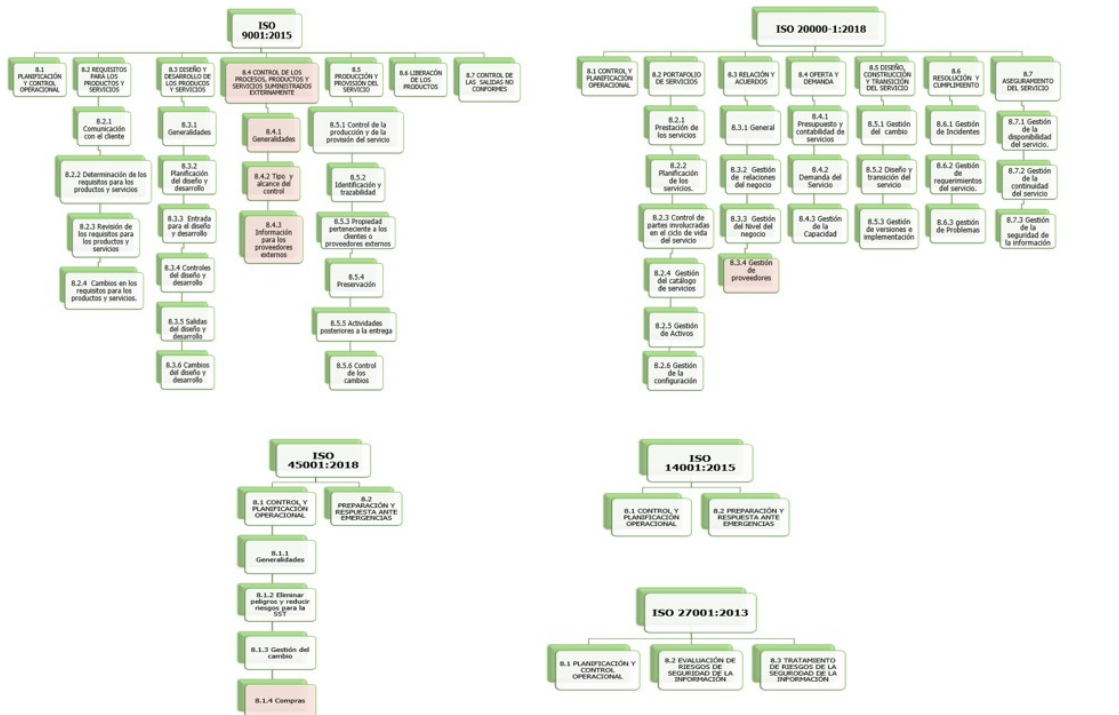 ISO
9001:2015
8.1
PLANIFICACIÓN
Y CONTROL
OPERACIONAL
8.2 REQUISITOS
PARA LOS
PRODUCTOS Y
SERVICIOS
8.2.1
Comunicación
con el cliente
8.2.2 Determinación de los
requisitos para los
productos y servicios
8.2.3 Revisión de
los requisitos para
los productos y
servicios
8.2.4 Cambios en los
requisitos para los
productos y servicios.
8.3 DISEÑO Y
DESARROLLO DE
LOS PRODUCOS
Y SERVICIOS
8.3.1
Generalidades
8.3.2
Planificación
del diseño y
desarrollo
8.3.3 Entrada
para el diseño
y desarrollo
8.3.4 Controles
del diseño y
desarrollo
8.3.5 Salidas
del diseño y
desarrollo
8.3.6 Cambios
del diseño y
desarrollo
8.4 CONTROL DE LOS
PROCESOS, PRODUCTOS Y
SERVICIOS SUMINISTRADOS
EXTERNAMENTE
8.4.1
Generalidades
8.4.2 Tipo y
alcance del
control
8.4.3
Información
para los
proveedores
externos
8.5
PRODUCCIÓN Y
PROVISIÓN DEL
SERVICIO
8.5.1 Control de la
producción y de la
provisión del servicio
8.5.2
Identificación y
trazabilidad
8.5.3 Propiedad
perteneciente a los
clientes o
proveedores externos
8.5.4
Preservación
8.5.5 Actividades
posteriores a la entrega
8.5.6 Control
de los
cambios
8.6 LIBERACIÓN
DE LOS
PRODUCTOS
8.7 CONTROL DE
LAS SALIDAS NO
CONFORMES
ISO 20000-1:2018
8.1 CONTROL Y
PLANIFICACIÓN
OPERACIONAL
8.2 PORTAFOLIO
DE SERVICIOS
8.2.1
Prestación de
los servicios
8.2.2
Planificación
de los
servicios.
8.2.3 Control de
partes involucradas
en el ciclo de vida
del servicio
8.2.4 Gestión
del catálogo
de servicios
8.2.5 Gestión
de Activos
8.2.6 Gestión
de la
configuración
8.3 RELACIÓN Y
ACUERDOS
8.3.1 General
8.3.2 Gestión
de relaciones
del negocio
8.3.3 Gestión
del Nivel del
negocio
8.3.4 Gestión
de
proveedores
8.4 OFERTA Y
DEMANDA
8.4.1
Presupuesto y
contabilidad de
servicios
8.4.2
Demanda del
Servicio
8.4.3 Gestión
de la
Capacidad
8.5 DISEÑO,
CONSTRUCCIÓN
Y TRANSICIÓN
DEL SERVICIO
8.5.1 Gestión
del cambio
8.5.2 Diseño y
transición del
servicio
8.5.3 Gestión
de versiones e
implementación
8.6
RESOLUCIÓN Y
CUMPLIMIENTO
8.6.1 Gestión
de Incidentes
8.6.2 Gestión
de
requerimientos
del servicio.
8.6.3 gestión
de Problemas
8.7
ASEGURAMIENTO
DEL SERVICIO
8.7.1 Gestión
de la
disponibilidad
del servicio.
8.7.2 Gestión
de la
continuidad
del servicio
8.7.3 Gestión
de la
seguridad de
la información
ISO
45001:2018
8.1 CONTROL Y
PLANIFICACIÓN
OPERACIONAL
8.2
PREPARACIÓN Y
RESPUESTA ANTE
EMERGENCIAS
8.1.1
Generalidades
8.1.2 Eliminar
peligros y reducir
riesgos para la
SST
8.1.3 Gestión del
cambio
8.1.4 Compras
ISO
14001:2015
8.1 CONTROL Y
PLANIFICACIÓN
OPERACIONAL
8.2 PREPARACIÓN Y
RESPUESTA ANTE
EMERGENCIAS
ISO 27001:2013
8.1 PLANIFICACIÓN Y
CONTROL
OPERACIONAL
8.2 EVALUACIÓN DE
RIESGOS DE
SEGURIDAD DE LA
INFORMACIÓN
8.3 TRATAMIENTO
DE RIESGOS DE LA
SEGURODAD DE LA
INFORMACIÓN